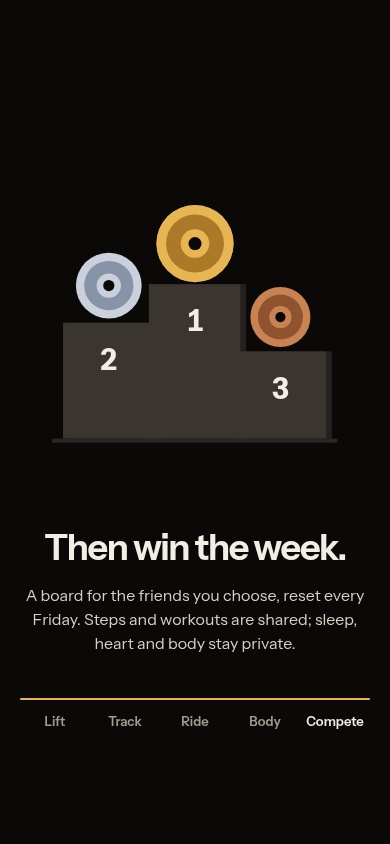 1
2
3
Then win the week.
A board for the friends you choose, reset every
Friday. Steps and workouts are shared; sleep,
heart and body stay private.
Lift Track Ride Body Compete